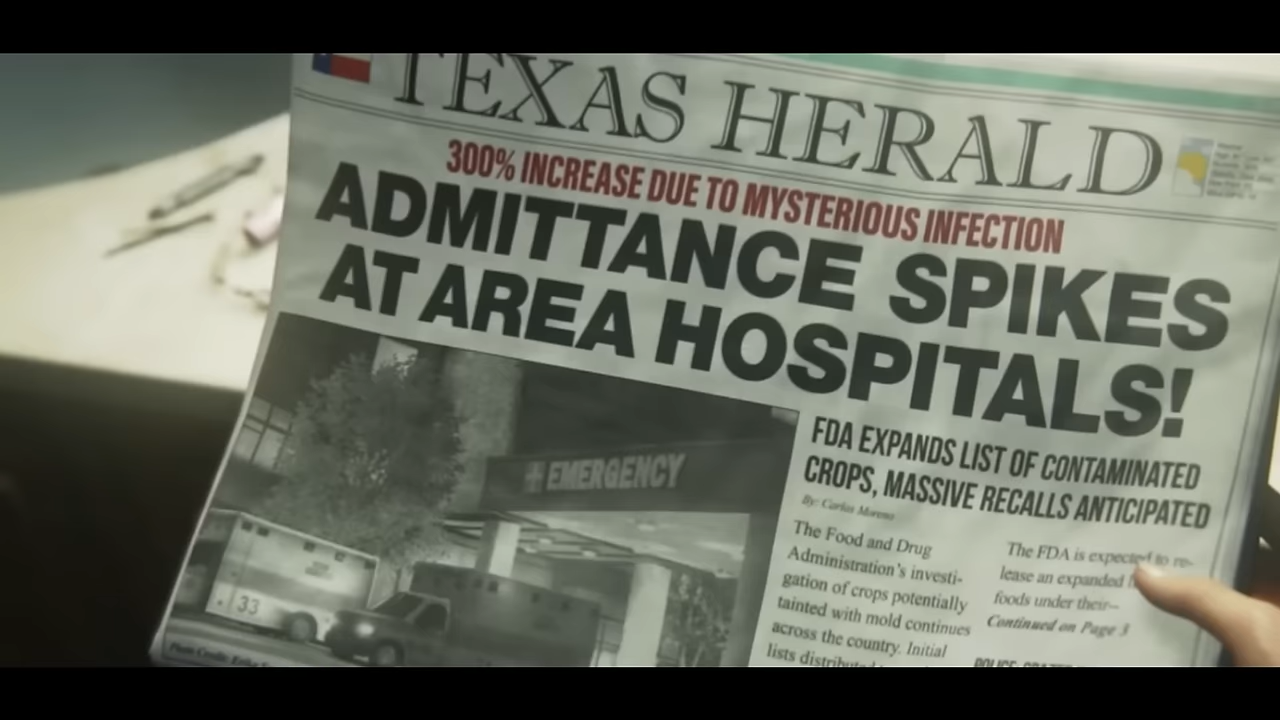 TEXAS HERALD
300% INCREASE DUE TO MYSTERIOUS INFECTION
ADMITTANCE SPIKES
AT AREA HOSPITALS!
EMERGENCY
33
FDA EXPANDS LIST OF CONTAMINATED
CROPS, MASSIVE RECALLS ANTICIPATED
By: Carlos Moreno
The Food and Drug
Administration's investi-
gation of crops potentially
tainted with mold continues
across the country. Initial
lists
The FDA is expected to re-
lease an expanded
foods under their--
Continued on Page 3
Photo Credit:
POLICE: